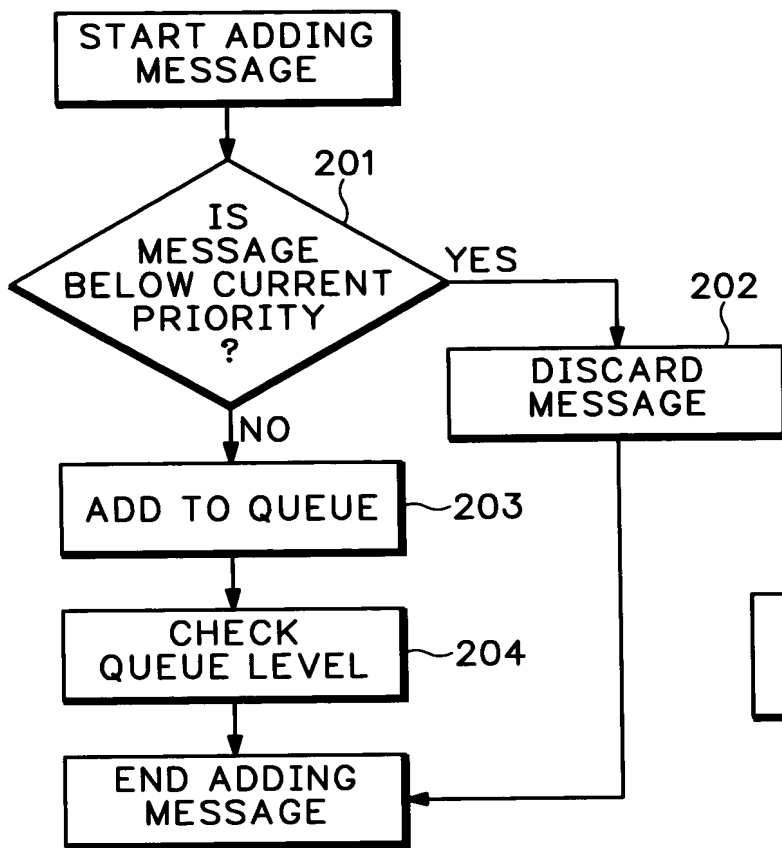 START ADDING
MESSAGE
201
IS
MESSAGE
BELOW CURRENT
PRIORITY
?
YES
202
DISCARD
MESSAGE
NO
ADD TO QUEUE
203
CHECK
QUEUE LEVEL
204
END ADDING
MESSAGE